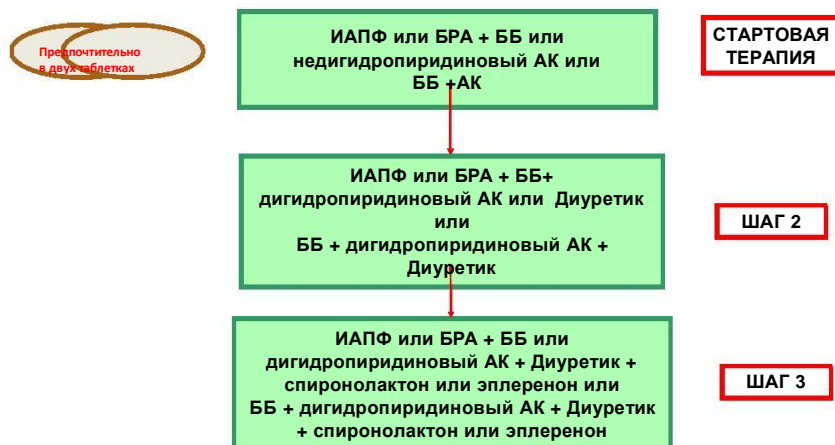 Предпочтительно
в двух таблетках
ИАПФ или БРА + ББ или
недигидропиридиновый АК или
ББ +АК
СТАРТОВАЯ
ТЕРАПИЯ
ИАПФ или БРА + ББ+
дигидропиридиновый АК или Диуретик
или
ББ + дигидропиридиновый АК +
Диуретик
ШАГ 2
ИАПФ или БРА + ББ или
дигидропиридиновый АК + Диуретик +
спиронолактон или эплеренон или
ББ + дигидропиридиновый АК + Диуретик
+ спиронолактон или эплеренон
ШАГ 3